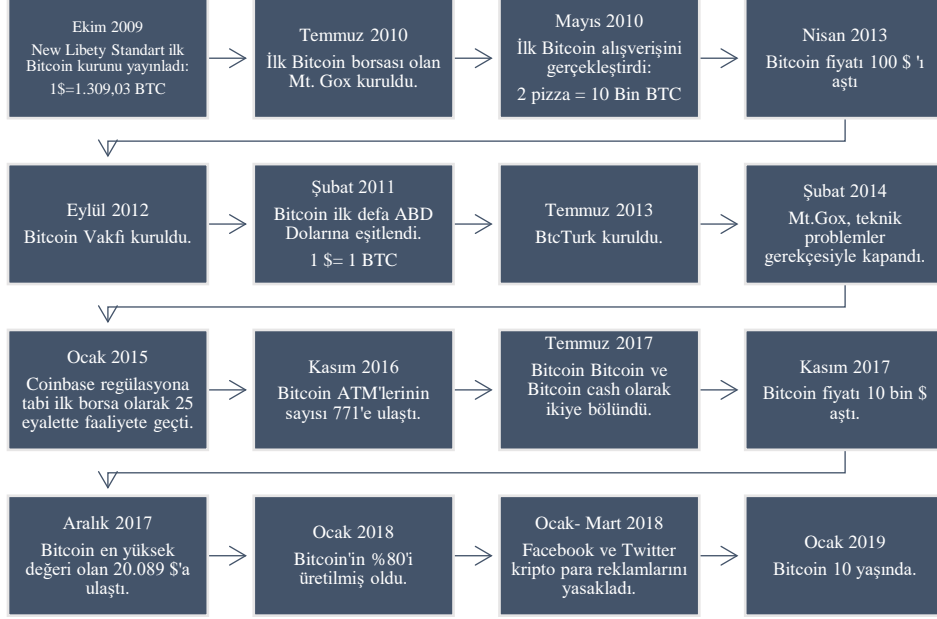 Ekim 2009
New Libety Standart ilk
Bitcoin kurunu yayınladı:
1$=1.309,03 BTC
Temmuz 2010
İlk Bitcoin borsası olan
Mt. Gox kuruldu.
Mayıs 2010
İlk Bitcoin alışverişini
gerçekleştirdi:
2 pizza = 10 Bin BTC
Nisan 2013
Bitcoin fiyatı 100 $ 'ı
aştı
Eylül 2012
Bitcoin Vakfı kuruldu.
Şubat 2011
Bitcoin ilk defa ABD
Dolarına eşitlendi.
1 $= 1 BTC
Temmuz 2013
BtcTurk kuruldu.
Şubat 2014
Mt.Gox, teknik
problemler
gerekçesiyle kapandı.
Ocak 2015
Coinbase regülasyona
tabi ilk borsa olarak 25
eyalette faaliyete geçti.
Kasım 2016
Bitcoin ATM'lerinin
sayısı 771'e ulaştı.
Temmuz 2017
Bitcoin Bitcoin ve
Bitcoin cash olarak
ikiye bölündü.
Kasım 2017
Bitcoin fiyatı 10 bin $
aştı.
Aralık 2017
Bitcoin en yüksek
değeri olan 20.089 $'a
ulaştı.
Ocak 2018
Bitcoin'in %80'i
üretilmiş oldu.
Ocak- Mart 2018
Facebook ve Twitter
kripto para reklamlarını
yasakladı.
Ocak 2019
Bitcoin 10 yaşında.